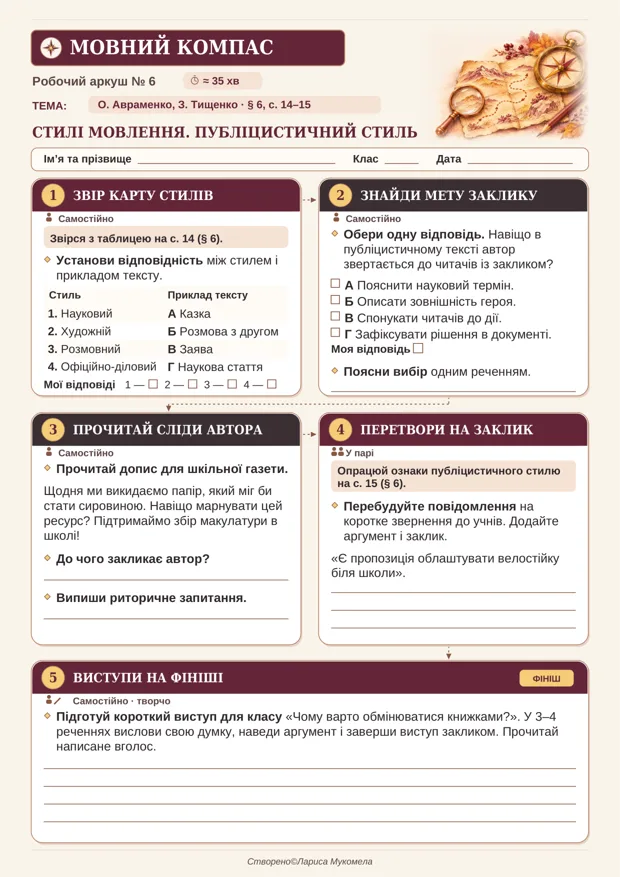 МОВНИЙ КОМПАС
Робочий аркуш № 6
≈ 35 хв
ТЕМА:
О. Авраменко, З. Тищенко · § 6, с. 14–15
СТИЛІ МОВЛЕННЯ. ПУБЛІЦИСТИЧНИЙ СТИЛЬ
Ім’я та прізвище
Клас
Дата
1 ЗВІР КАРТУ СТИЛІВ
Самостійно
Звірся з таблицею на с. 14 (§ 6).
Установи відповідність між стилем і
прикладом тексту.
Стиль Приклад тексту
1. Науковий А Казка
2. Художній Б Розмова з другом
3. Розмовний В Заява
4. Офіційно-діловий Г Наукова стаття
Мої відповіді 1 — 2 — 3 — 4 —
2 ЗНАЙДИ МЕТУ ЗАКЛИКУ
Самостійно
Обери одну відповідь. Навіщо в
публіцистичному тексті автор
звертається до читачів із закликом?
А Пояснити науковий термін.
Б Описати зовнішність героя.
В Спонукати читачів до дії.
Г Зафіксувати рішення в документі.
Моя відповідь
Поясни вибір одним реченням.
3 ПРОЧИТАЙ СЛІДИ АВТОРА
Самостійно
Прочитай допис для шкільної газети.
Щодня ми викидаємо папір, який міг би
стати сировиною. Навіщо марнувати цей
ресурс? Підтримаймо збір макулатури в
школі!
До чого закликає автор?
Випиши риторичне запитання.
4 ПЕРЕТВОРИ НА ЗАКЛИК
У парі
Опрацюй ознаки публіцистичного стилю
на с. 15 (§ 6).
Перебудуйте повідомлення на
коротке звернення до учнів. Додайте
аргумент і заклик.
«Є пропозиція облаштувати велостійку
біля школи».
5 ВИСТУПИ НА ФІНІШІ
ФІНІШ
Самостійно · творчо
Підготуй короткий виступ для класу «Чому варто обмінюватися книжками?». У 3–4
реченнях вислови свою думку, наведи аргумент і заверши виступ закликом. Прочитай
написане вголос.
Створено©Лариса Мукомела